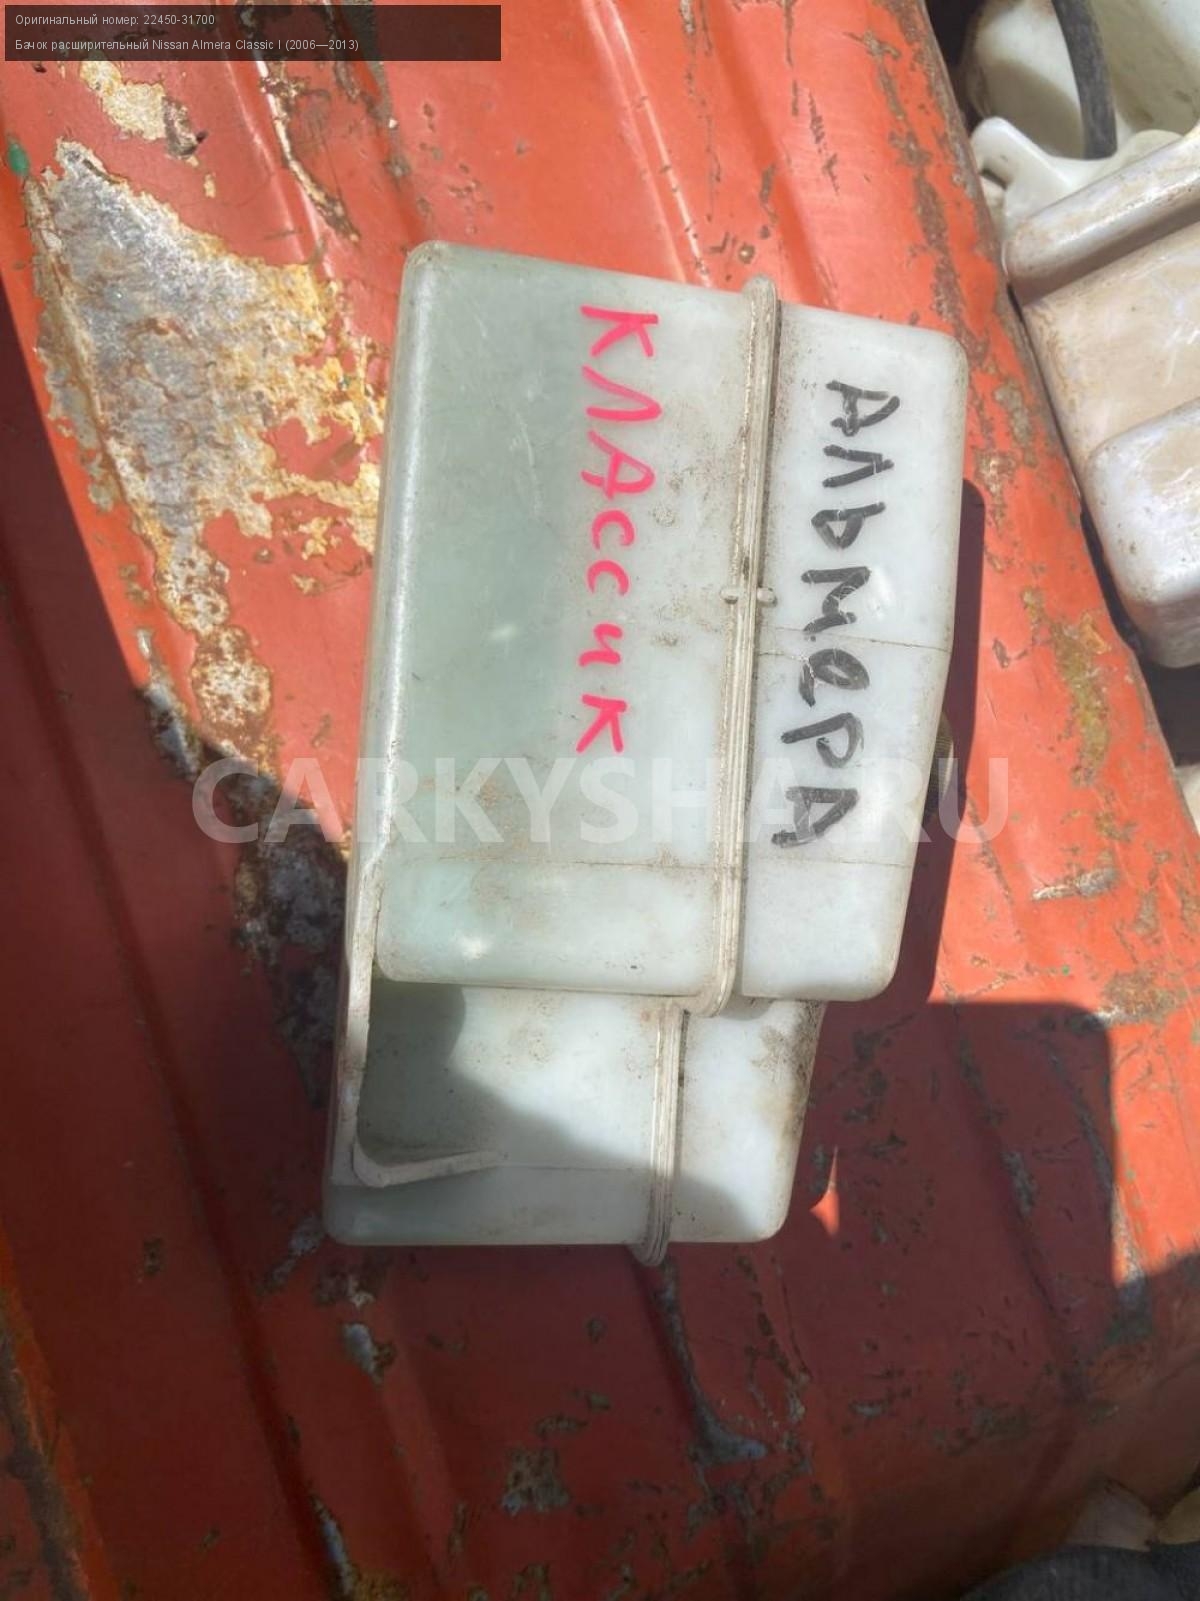 Оригинальный номер: 22450-31700
Бачок расширительный Nissan Almera Classic I (2006—2013)
АЛЬМЕРА
КЛАССИК
CARKYSHA.RU